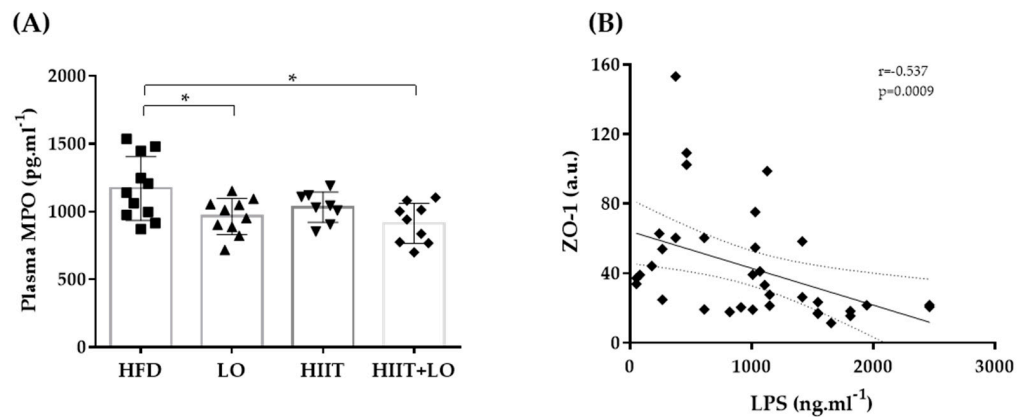 (A)
Plasma MPO (pg.ml⁻¹)
2000
1500
1000
500
0
*
*
HFD LO HIIT HIIT+LO
(B)
ZO-1 (a.u.)
160
120
80
40
0
r=-0.537
p=0.0009
0 1000 2000 3000
LPS (ng.ml⁻¹)